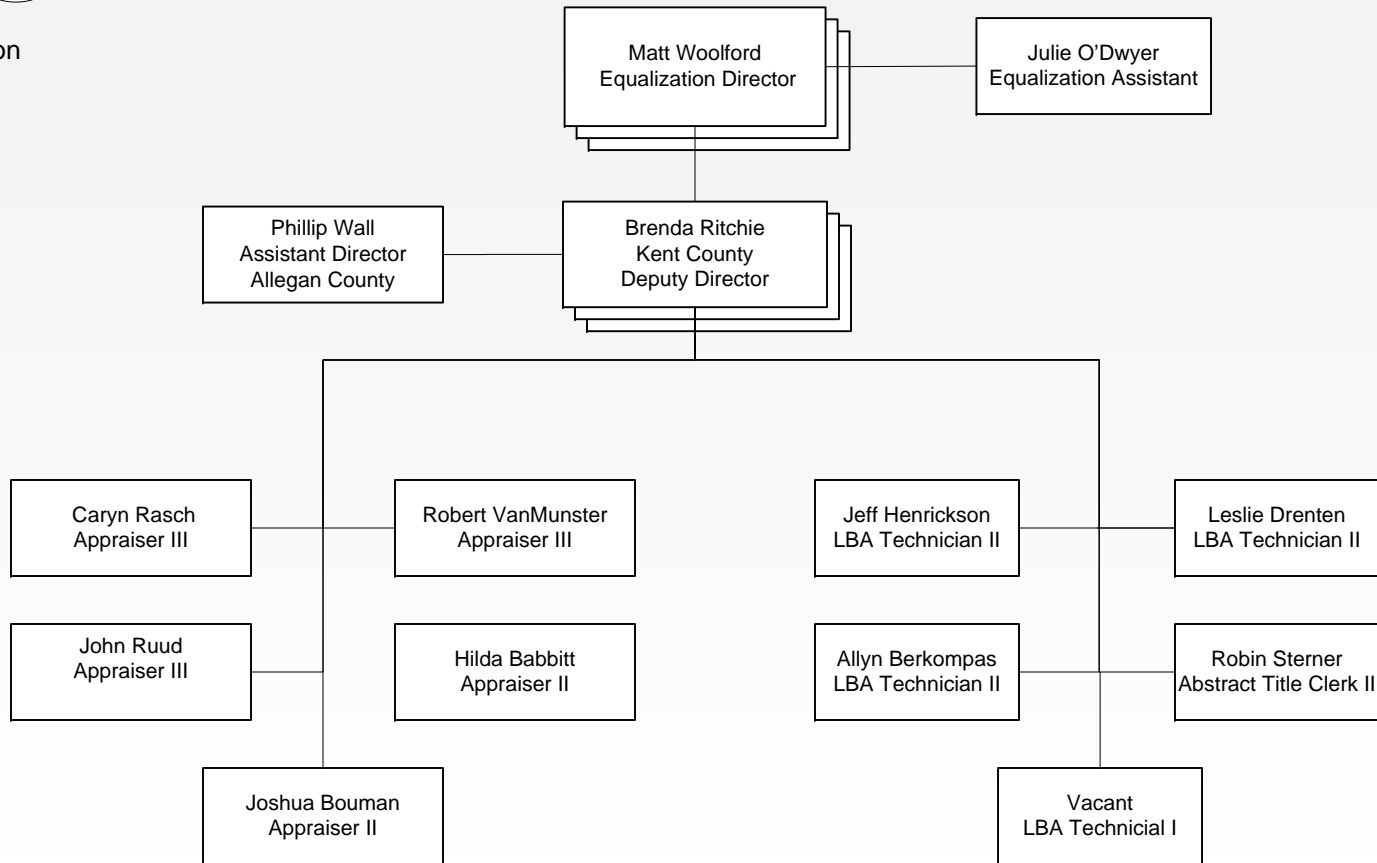 on
Matt Woolford
Equalization Director
Julie O’Dwyer
Equalization Assistant
Phillip Wall
Assistant Director
Allegan County
Brenda Ritchie
Kent County
Deputy Director
Caryn Rasch
Appraiser III
Robert VanMunster
Appraiser III
Jeff Henrickson
LBA Technician II
Leslie Drenten
LBA Technician II
John Ruud
Appraiser III
Hilda Babbitt
Appraiser II
Allyn Berkompas
LBA Technician II
Robin Sterner
Abstract Title Clerk II
Joshua Bouman
Appraiser II
Vacant
LBA Technicial I